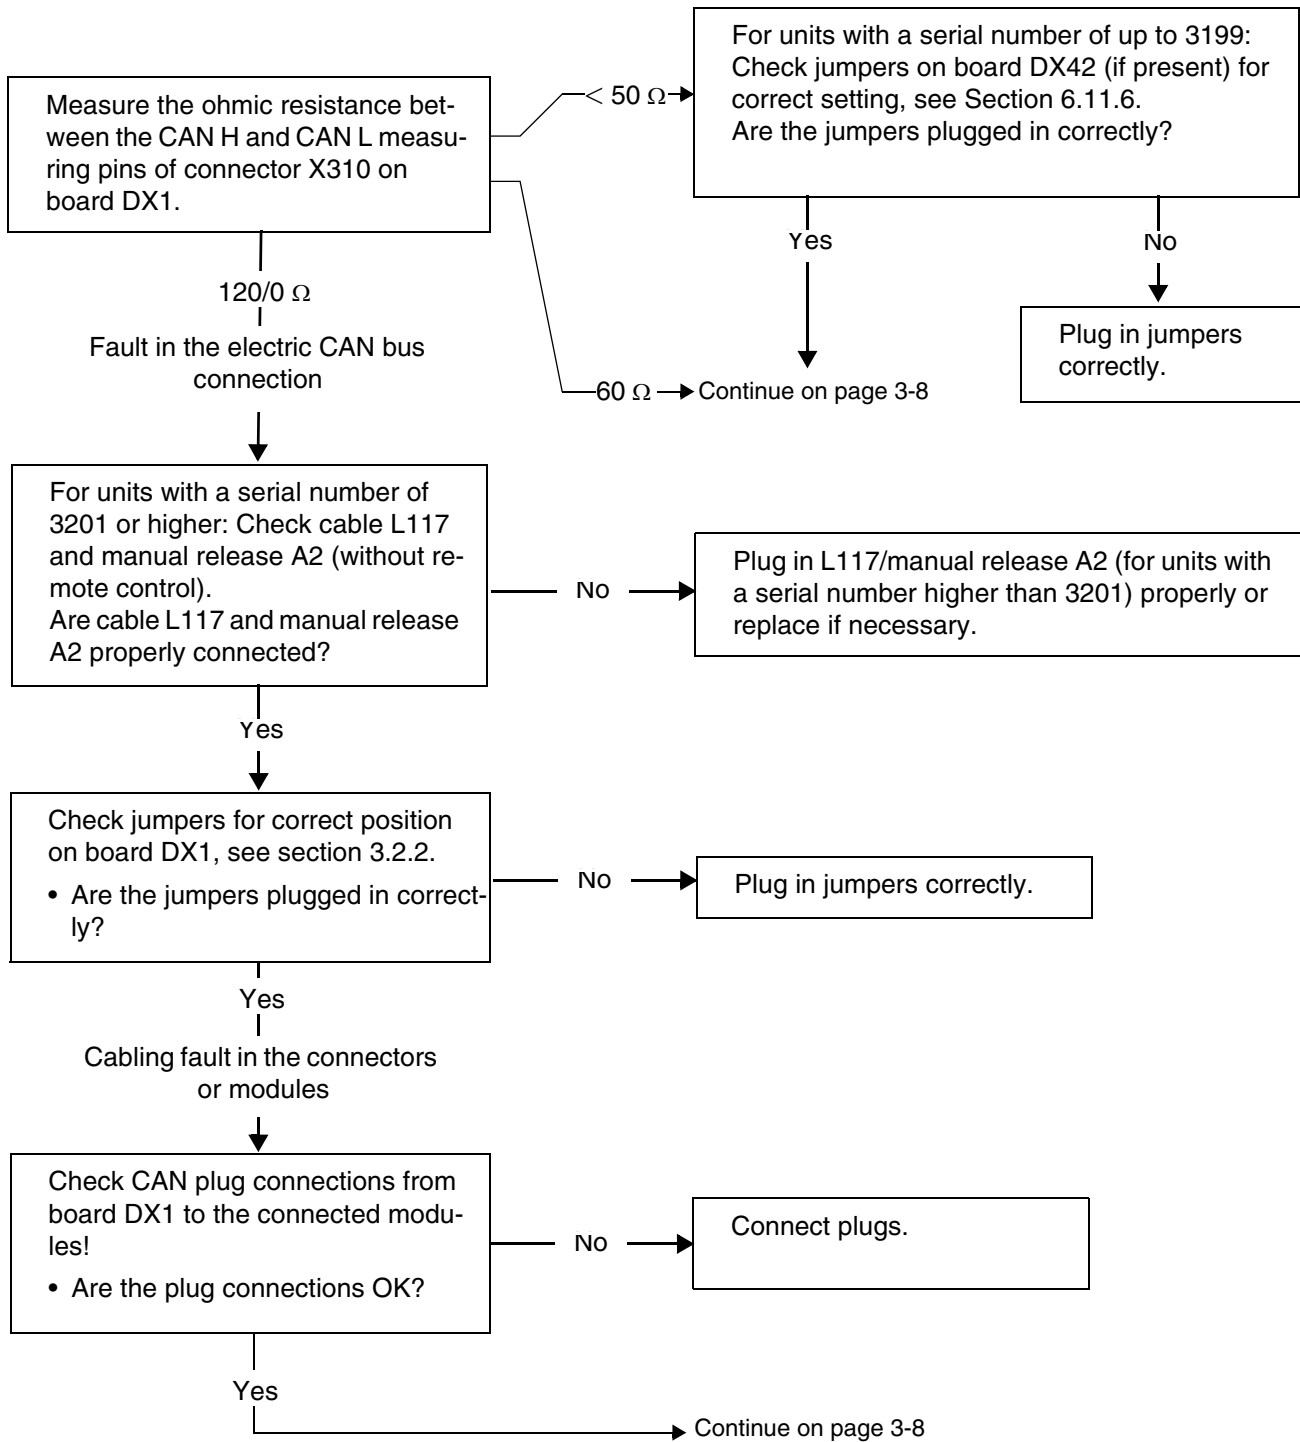 For units with a serial number of up to 3199:
Check jumpers on board DX42 (if present) for
correct setting, see Section 6.11.6.
Are the jumpers plugged in correctly?
Measure the ohmic resistance bet-
ween the CAN H and CAN L measu-
ring pins of connector X310 on
board DX1.
< 50 Ω
Yes
No
120/0 Ω
Fault in the electric CAN bus
connection
Plug in jumpers
correctly.
60 Ω
Continue on page 3-8
For units with a serial number of
3201 or higher: Check cable L117
and manual release A2 (without re-
mote control).
Are cable L117 and manual release
A2 properly connected?
No
Plug in L117/manual release A2 (for units with
a serial number higher than 3201) properly or
replace if necessary.
Yes
Check jumpers for correct position
on board DX1, see section 3.2.2.
• Are the jumpers plugged in correct-
ly?
No
Plug in jumpers correctly.
Yes
Cabling fault in the connectors
or modules
Check CAN plug connections from
board DX1 to the connected modu-
les!
• Are the plug connections OK?
No
Connect plugs.
Yes
Continue on page 3-8